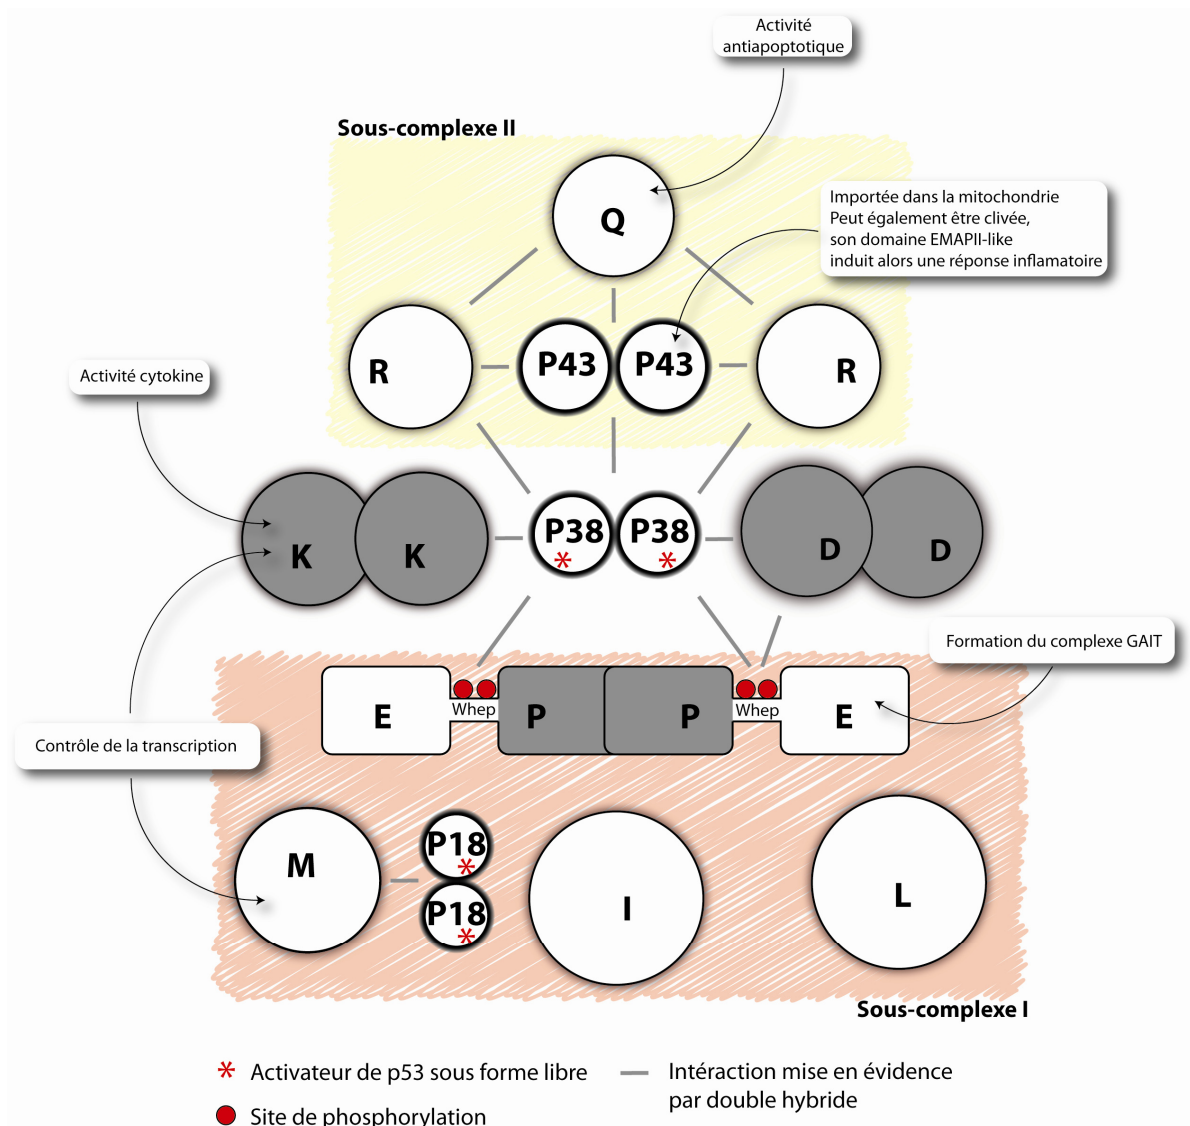 Activité
antiapoptotique
Sous-complexe II
Q
Importée dans la mitochondrie
Peut également être clivée,
son domaine EMAPII-like
induit alors une réponse inflamatoire
R
P43
P43
R
Activité cytokine
K
K
P38
*
P38
*
D
D
Formation du complexe GAIT
E
Whep
P
P
Whep
E
Contrôle de la transcription
M
P18
*
P18
*
I
L
Sous-complexe I
* Activateur de p53 sous forme libre
Site de phosphorylation
Intéraction mise en évidence
par double hybride